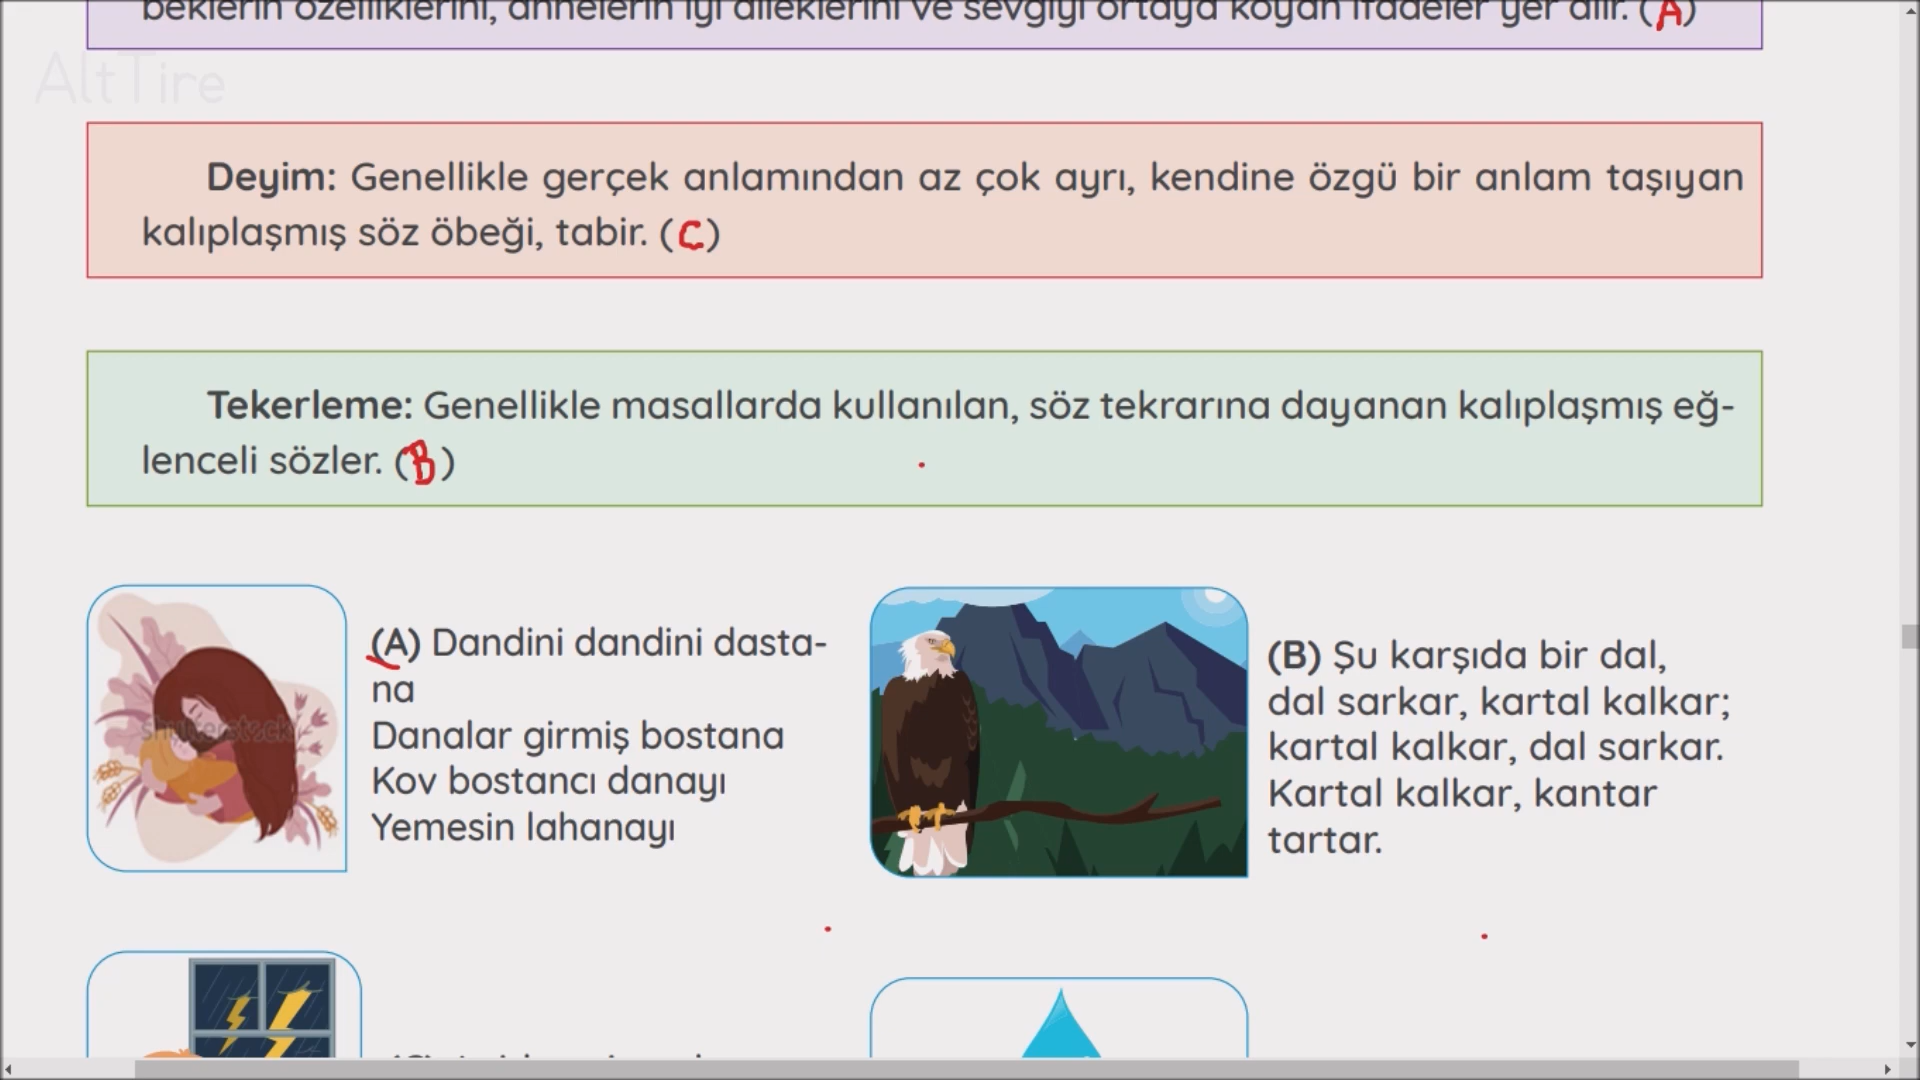 beklerin özelliklerini, annelerin iyi dileklerini ve sevgiyi ortaya koyan ifadeler yer alır. (A)
AltTire
Deyim: Genellikle gerçek anlamından az çok ayrı, kendine özgü bir anlam taşıyan
kalıplaşmış söz öbeği, tabir. (C)
Tekerleme: Genellikle masallarda kullanılan, söz tekrarına dayanan kalıplaşmış eğ-
lenceli sözler. (B)
(A) Dandini dandini dasta-
na
Danalar girmiş bostana
Kov bostancı danayı
Yemesin lahanayı
shutterstock
(B) Şu karşıda bir dal,
dal sarkar, kartal kalkar;
kartal kalkar, dal sarkar.
Kartal kalkar, kantar
tartar.